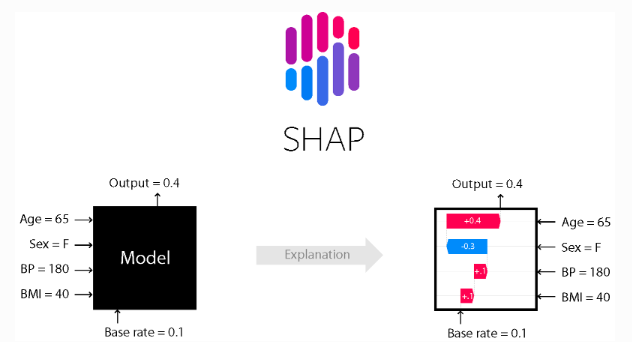 SHAP
Output = 0.4
Age = 65
Sex = F
BP = 180
BMI = 40
Model
Base rate = 0.1
Explanation
Output = 0.4
+0.4
-0.3
+.1
+.1
Age = 65
Sex = F
BP = 180
BMI = 40
Base rate = 0.1